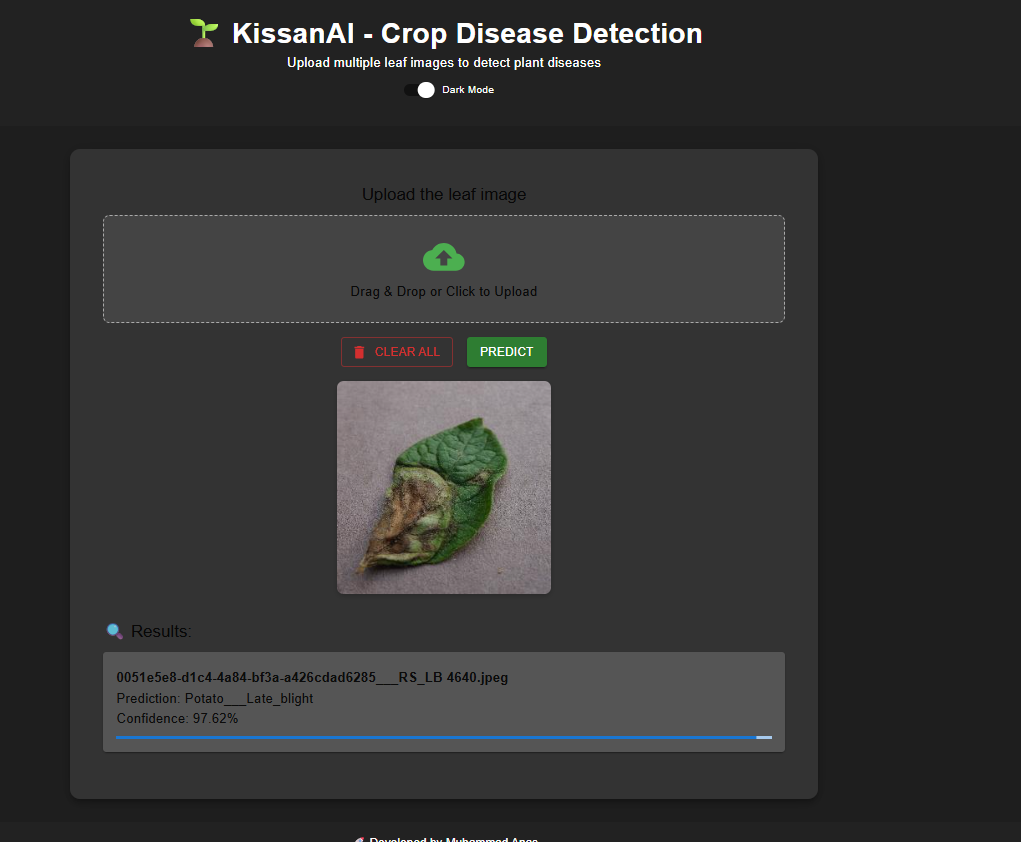 KissanAI - Crop Disease Detection
Upload multiple leaf images to detect plant diseases
Dark Mode
Upload the leaf image
Drag & Drop or Click to Upload
CLEAR ALL
PREDICT
Results:
0051e5e8-d1c4-4a84-bf3a-a426cdad6285___RS_LB 4640.jpeg
Prediction: Potato___Late_blight
Confidence: 97.62%
Developed by Muhammad Anas